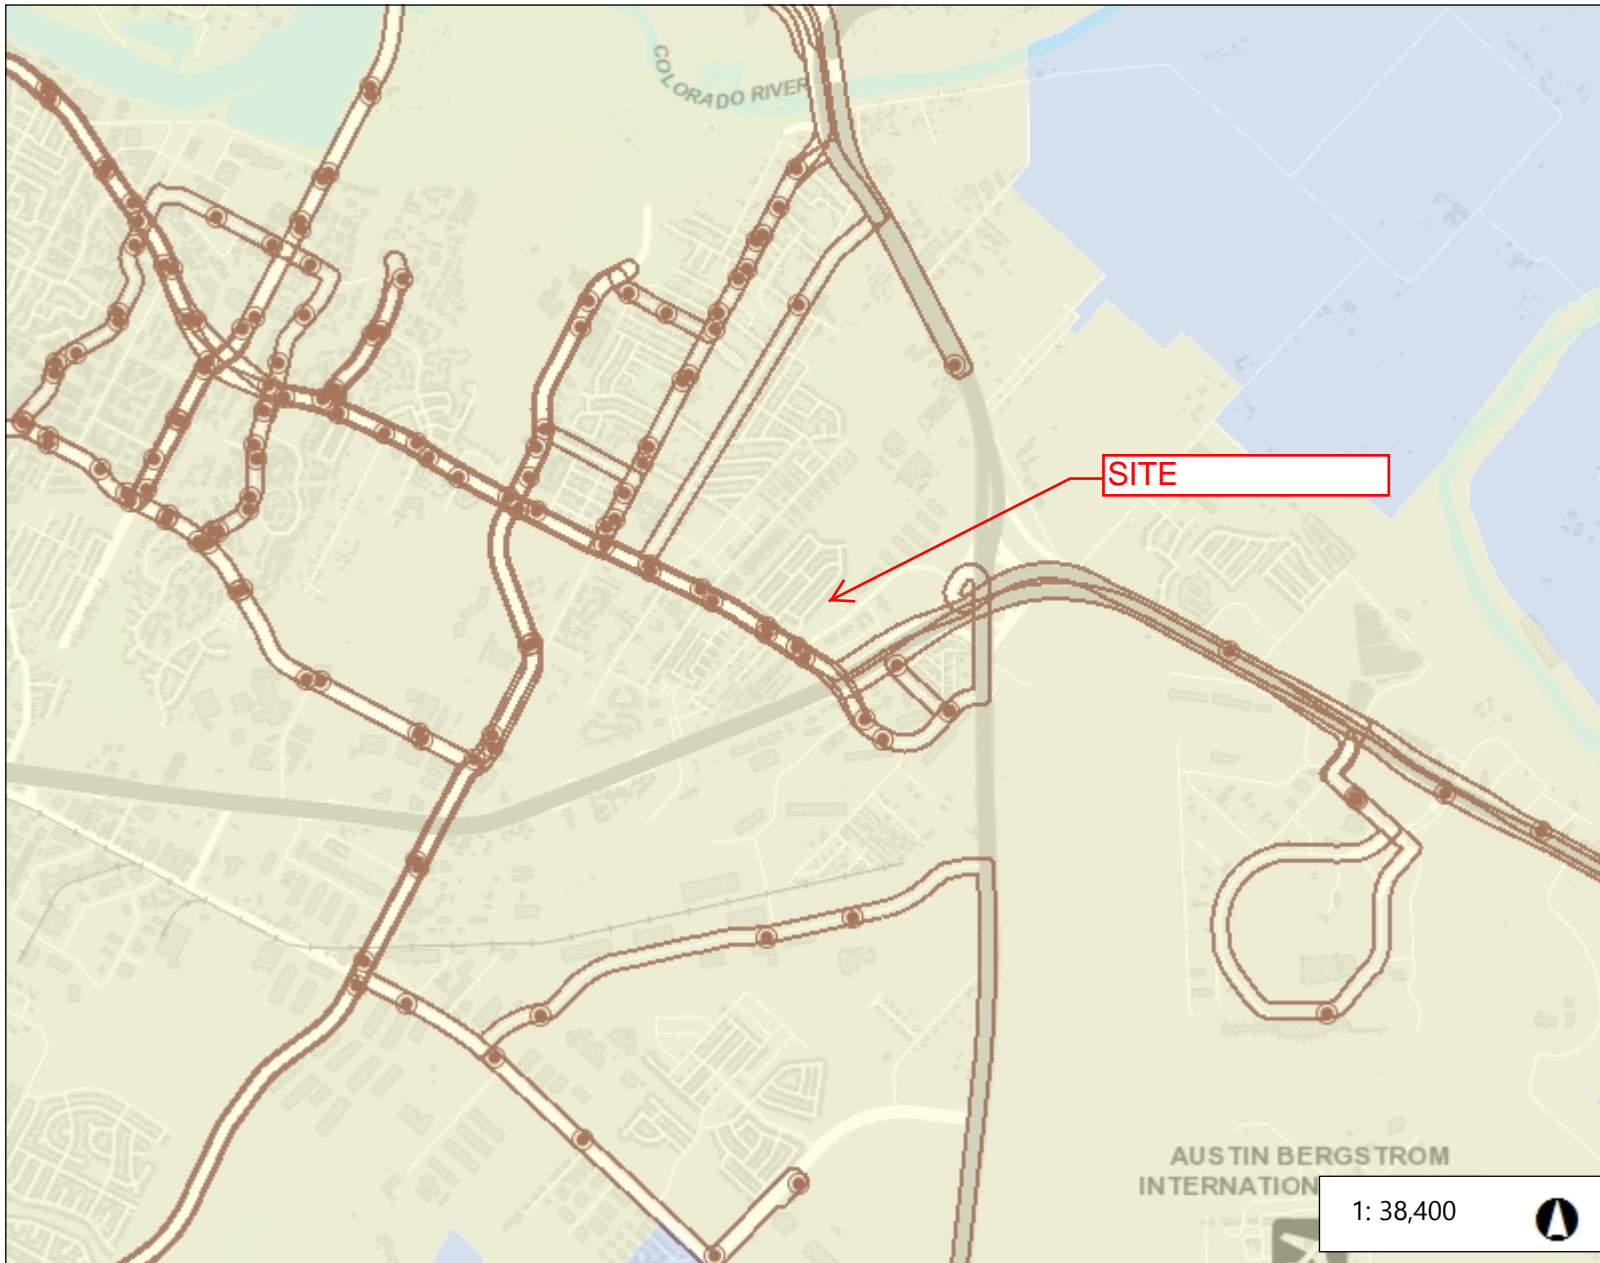 COLORADO RIVER
SITE
AUSTIN BERGSTROM
INTERNATION
1: 38,400